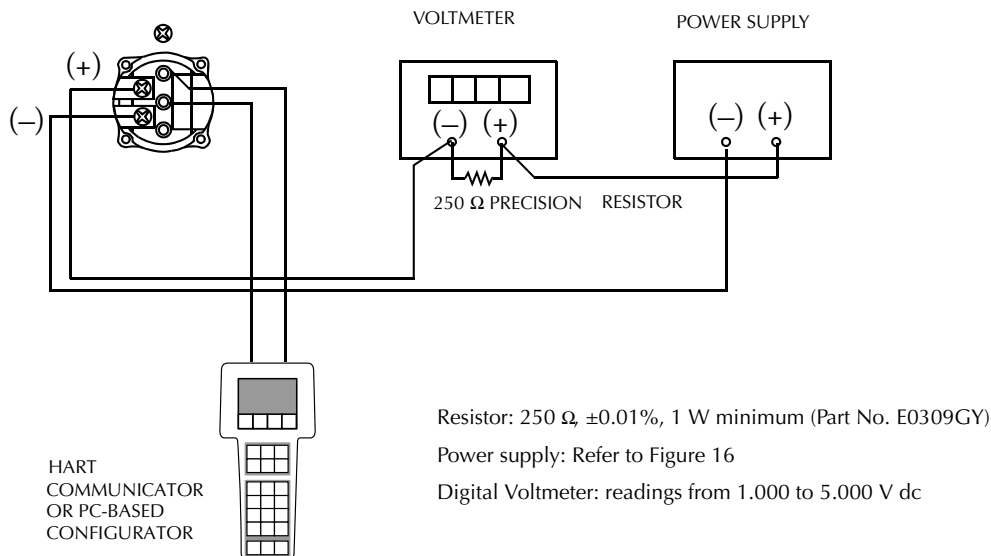 VOLTMETER
POWER SUPPLY
(+)
(–)
(–) (+)
(–) (+)
250 Ω PRECISION RESISTOR
HART
COMMUNICATOR
OR PC-BASED
CONFIGURATOR
Resistor: 250 Ω, ±0.01%, 1 W minimum (Part No. E0309GY)
Power supply: Refer to Figure 16
Digital Voltmeter: readings from 1.000 to 5.000 V dc